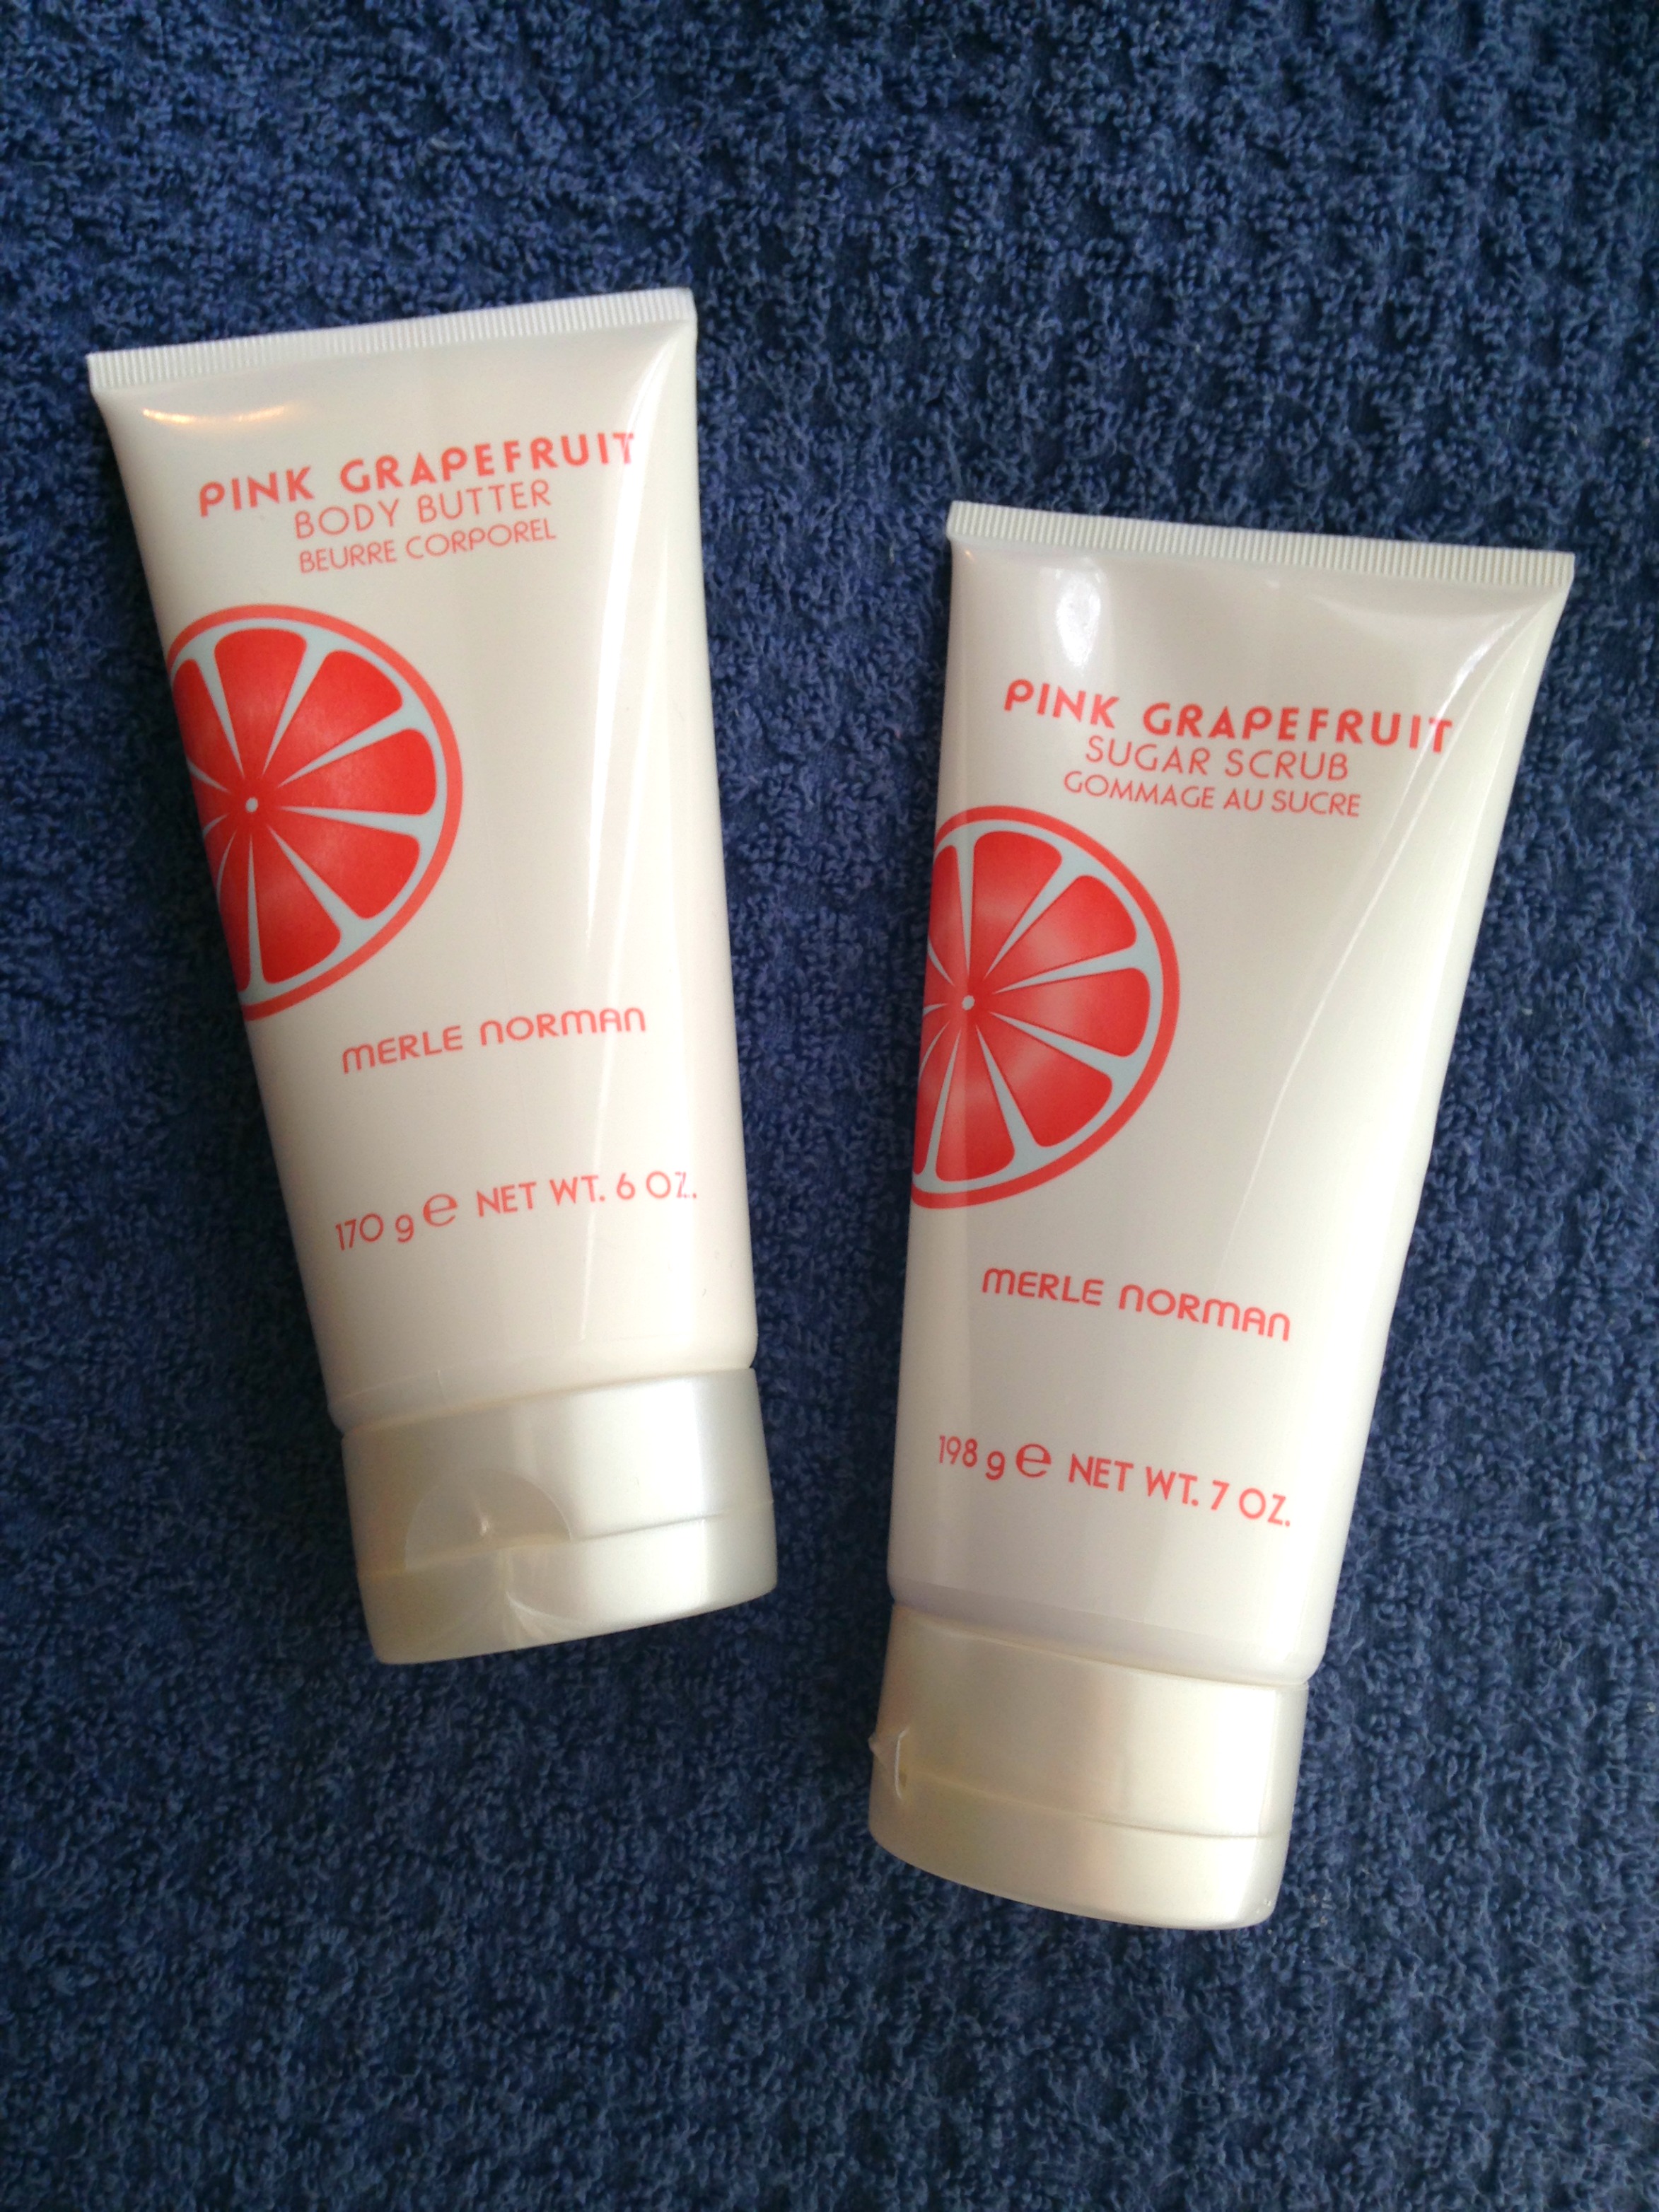 PINK GRAPEFRUIT
BODY BUTTER
BEURRE CORPOREL
MERLE NORMAN
170 g e NET WT. 6 OZ.
PINK GRAPEFRUIT
SUGAR SCRUB
GOMMAGE AU SUCRE
MERLE NORMAN
198 g e NET WT. 7 OZ.